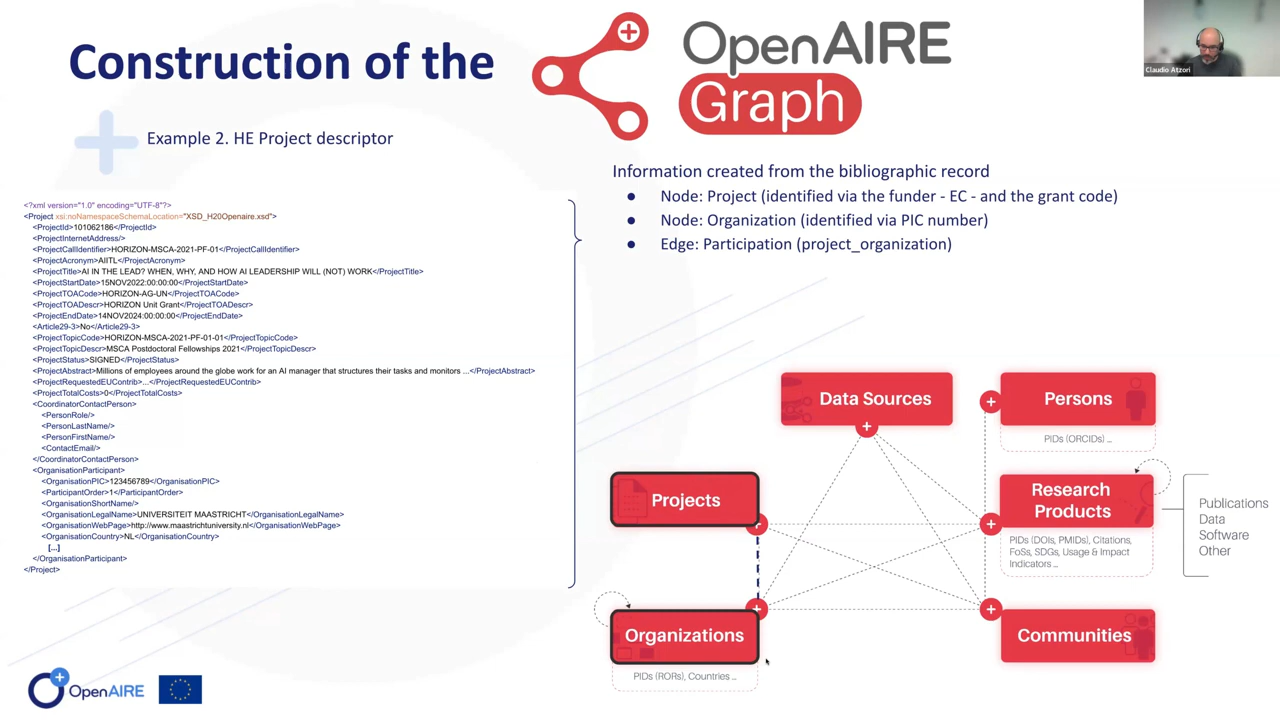 Construction of the
OpenAIRE
Graph
Claudio Atzori
Example 2. HE Project descriptor
<?xml version="1.0" encoding="UTF-8"?>
<Project xsi:noNamespaceSchemaLocation="XSD_H20Openaire.xsd">
<ProjectId>101062186</ProjectId>
<ProjectInternetAddress/>
<ProjectCallIdentifier>HORIZON-MSCA-2021-PF-01</ProjectCallIdentifier>
<ProjectAcronym>AIITL</ProjectAcronym>
<ProjectTitle>AI IN THE LEAD? WHEN, WHY, AND HOW AI LEADERSHIP WILL (NOT) WORK</ProjectTitle>
<ProjectStartDate>15NOV2022:00:00:00</ProjectStartDate>
<ProjectTOACode>HORIZON-AG-UN</ProjectTOACode>
<ProjectTOADescr>HORIZON Unit Grant</ProjectTOADescr>
<ProjectEndDate>14NOV2024:00:00:00</ProjectEndDate>
<Article29-3>No</Article29-3>
<ProjectTopicCode>HORIZON-MSCA-2021-PF-01-01</ProjectTopicCode>
<ProjectTopicDescr>MSCA Postdoctoral Fellowships 2021</ProjectTopicDescr>
<ProjectStatus>SIGNED</ProjectStatus>
<ProjectAbstract>Millions of employees around the globe work for an AI manager that structures their tasks and monitors ...</ProjectAbstract>
<ProjectRequestedEUContrib>...</ProjectRequestedEUContrib>
<ProjectTotalCosts>0</ProjectTotalCosts>
<CoordinatorContactPerson>
<PersonRole/>
<PersonLastName/>
<PersonFirstName/>
<ContactEmail/>
</CoordinatorContactPerson>
<OrganisationParticipant>
<OrganisationPIC>123456789</OrganisationPIC>
<ParticipantOrder>1</ParticipantOrder>
<OrganisationShortName/>
<OrganisationLegalName>UNIVERSITEIT MAASTRICHT</OrganisationLegalName>
<OrganisationWebPage>http://www.maastrichtuniversity.nl</OrganisationWebPage>
<OrganisationCountry>NL</OrganisationCountry>
[...]
</OrganisationParticipant>
</Project>
Information created from the bibliographic record
● Node: Project (identified via the funder - EC - and the grant code)
● Node: Organization (identified via PIC number)
● Edge: Participation (project_organization)
Data Sources
Persons
PIDs (ORCIDs) ...
Projects
Research
Products
PIDs (DOIs, PMIDs), Citations,
FoS, SDGs, Usage & Impact
Indicators ...
Publications
Data
Software
Other
Organizations
PIDs (RORs), Countries ...
Communities
OpenAIRE